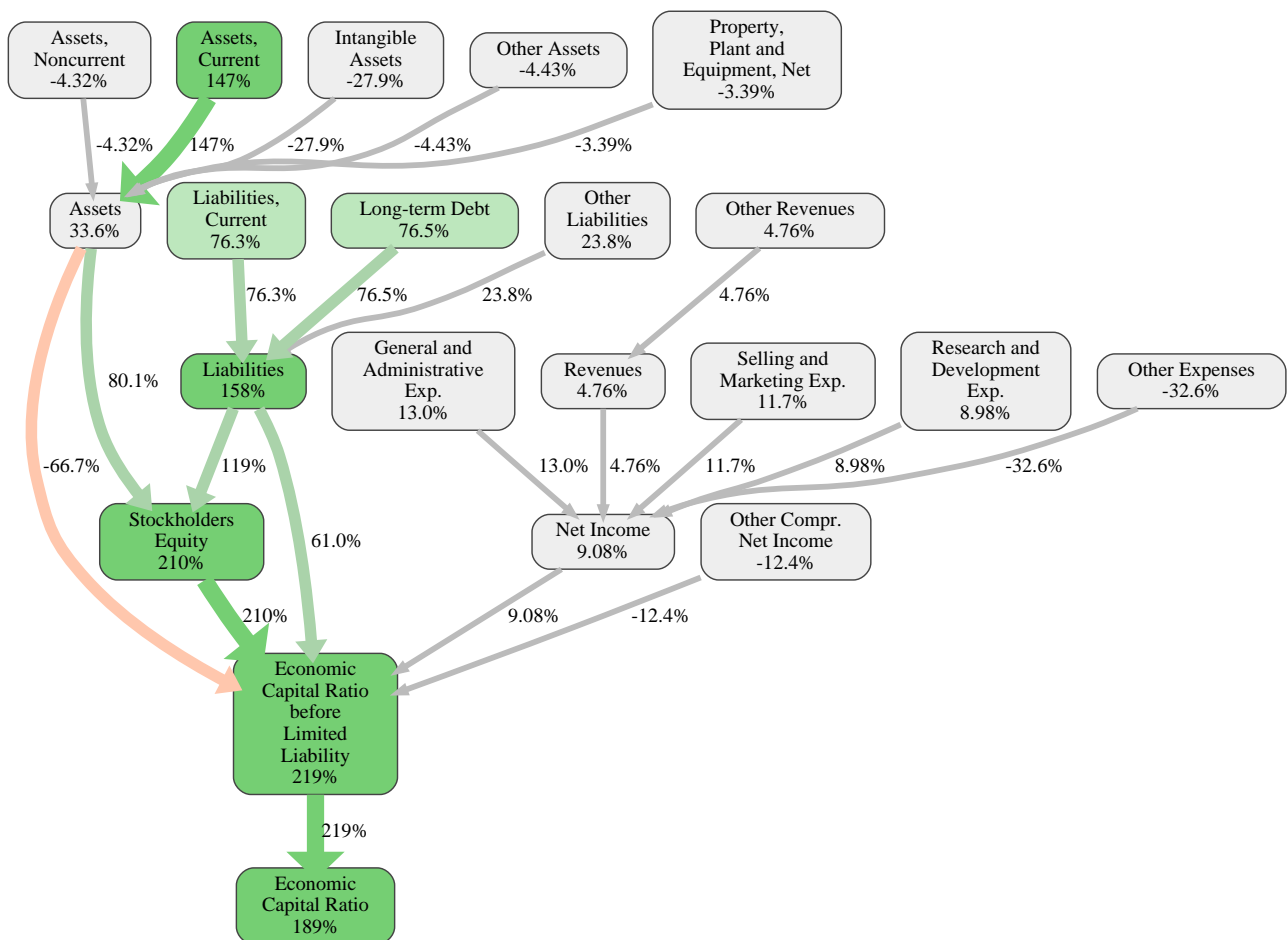 Assets,
Noncurrent
-4.32%
Assets,
Current
147%
Intangible
Assets
-27.9%
Other Assets
-4.43%
Property,
Plant and
Equipment, Net
-3.39%
-4.32%
147%
-27.9%
-4.43%
-3.39%
Assets
33.6%
Liabilities,
Current
76.3%
Long-term Debt
76.5%
Other
Liabilities
23.8%
Other Revenues
4.76%
76.3%
76.5%
23.8%
4.76%
Liabilities
158%
General and
Administrative
Exp.
13.0%
Revenues
4.76%
Selling and
Marketing Exp.
11.7%
Research and
Development
Exp.
8.98%
Other Expenses
-32.6%
80.1%
-66.7%
119%
13.0%
4.76%
11.7%
8.98%
-32.6%
Stockholders
Equity
210%
61.0%
Net Income
9.08%
Other Compr.
Net Income
-12.4%
210%
9.08%
-12.4%
Economic
Capital Ratio
before
Limited
Liability
219%
219%
Economic
Capital Ratio
189%